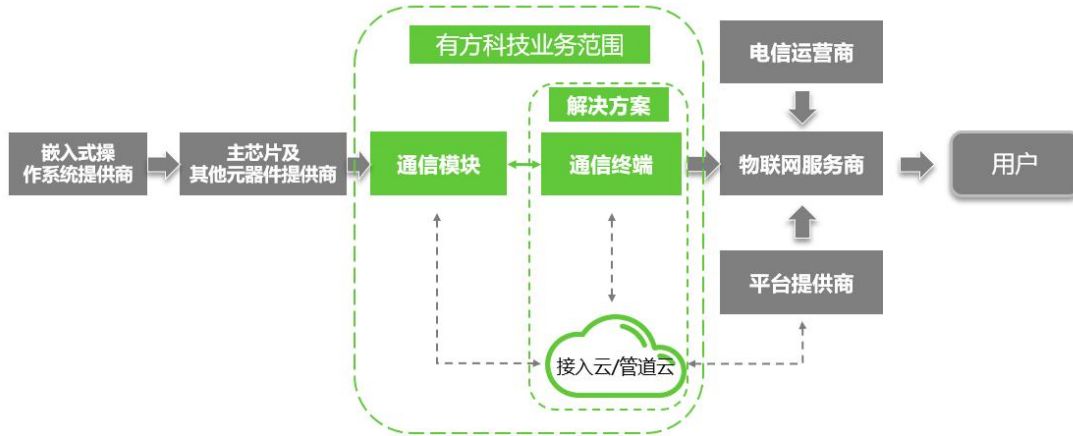 有方科技业务范围
电信运营商
解决方案
嵌入式操
作系统提供商
主芯片及
其他元器件提供商
通信模块
通信终端
物联网服务商
用户
平台提供商
接入云/管道云